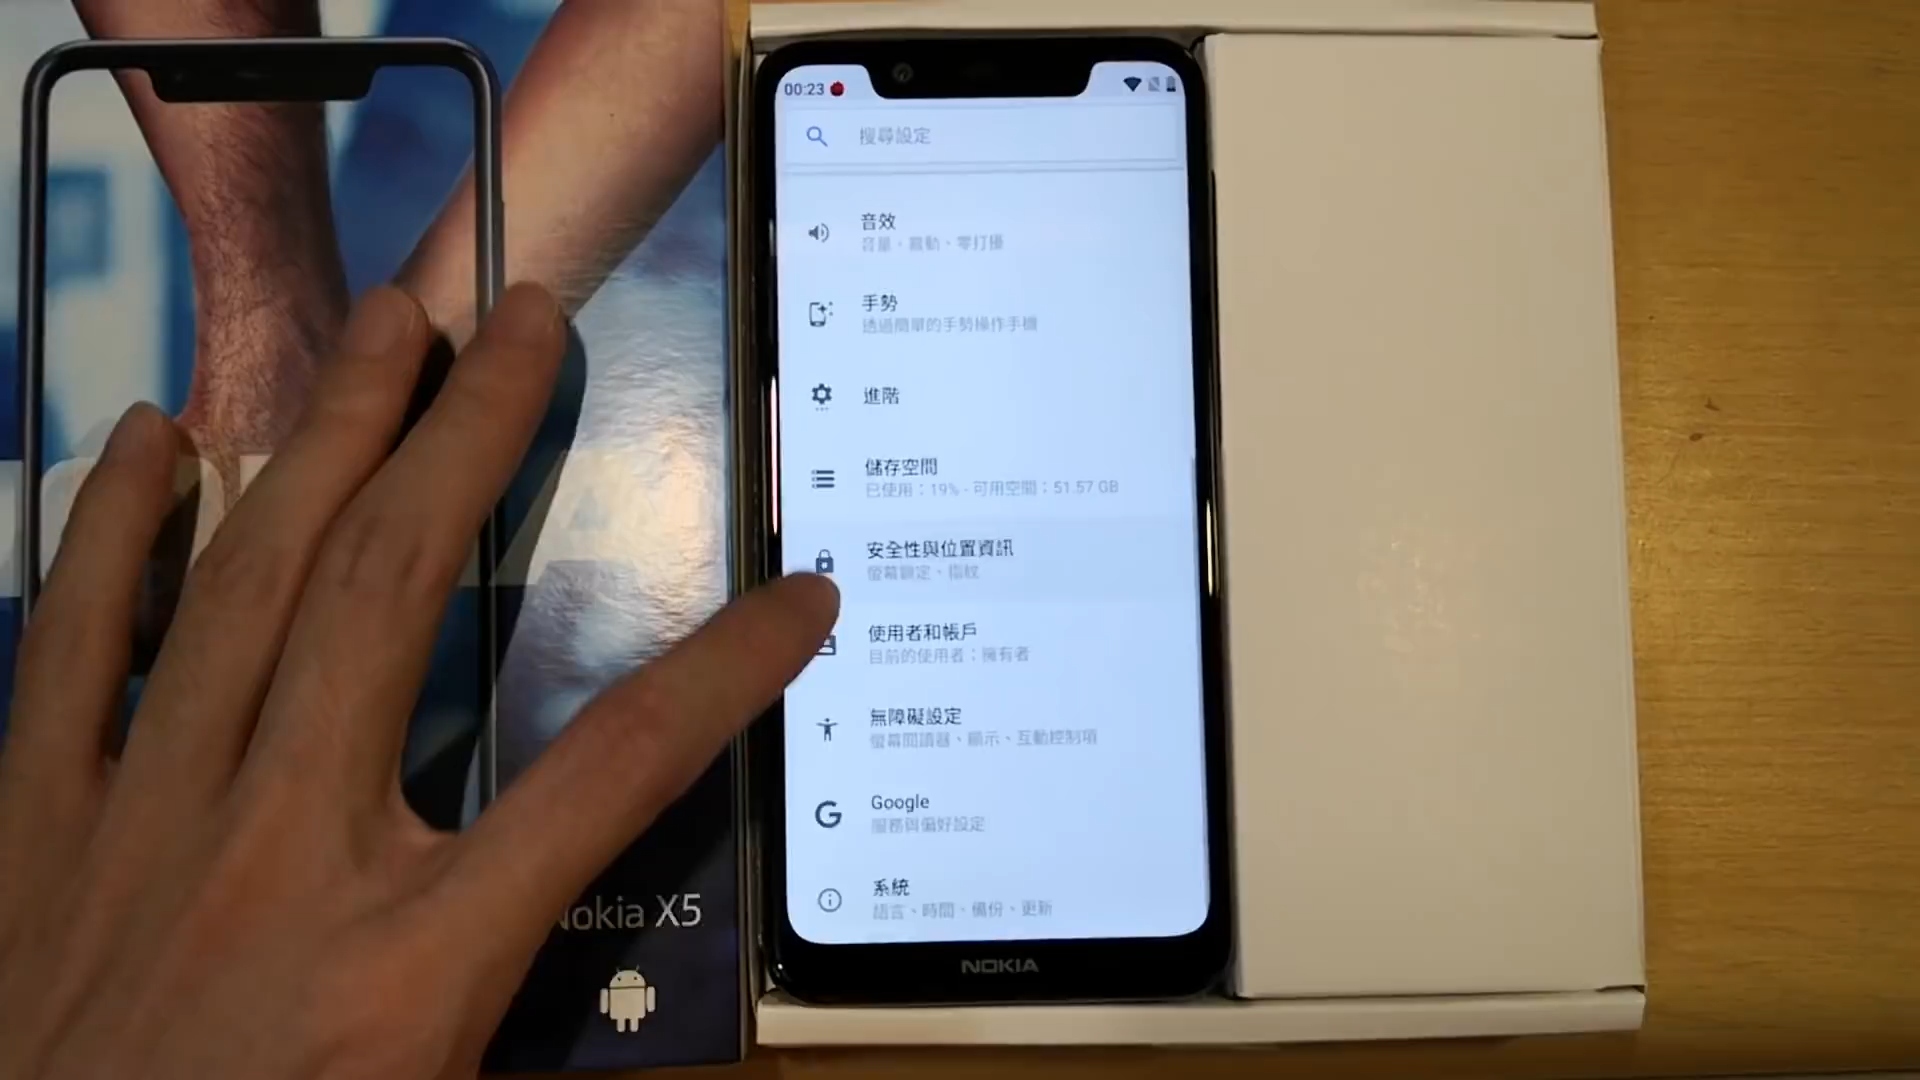 00:23
搜尋設定
音效
音量、震動、零打擾
手勢
透過簡單的手勢操作手機
進階
儲存空間
已使用：19% - 可用空間：51.57 GB
安全性與位置資訊
螢幕鎖定、指紋
使用者和帳戶
目前的使用者：擁有者
無障礙設定
螢幕閱讀器、顯示、互動控制項
Google
服務與偏好設定
系統
語言、時間、備份、更新
NOKIA
Nokia X5